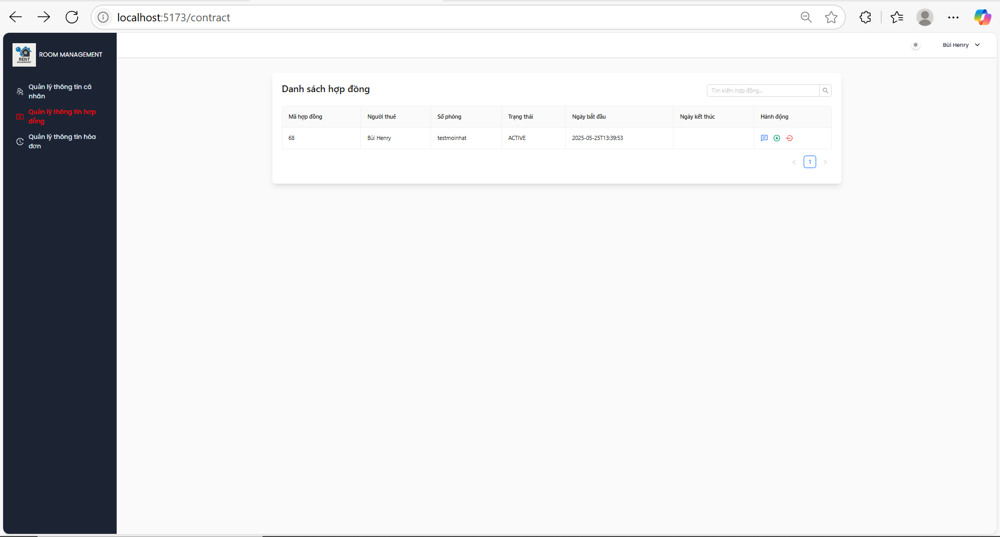 localhost:5173/contract
RENT
MANAGEMENT
ROOM MANAGEMENT
Bùi Henry
Quản lý thông tin cá
nhân
Quản lý thông tin hợp
đồng
Quản lý thông tin hóa
đơn
Danh sách hợp đồng
Tìm kiếm hợp đồng...
Mã hợp đồng Người thuê Số phòng Trạng thái Ngày bắt đầu Ngày kết thúc Hành động
68 Bùi Henry testmoinhat ACTIVE 2025-05-25T13:39:53
< 1 >